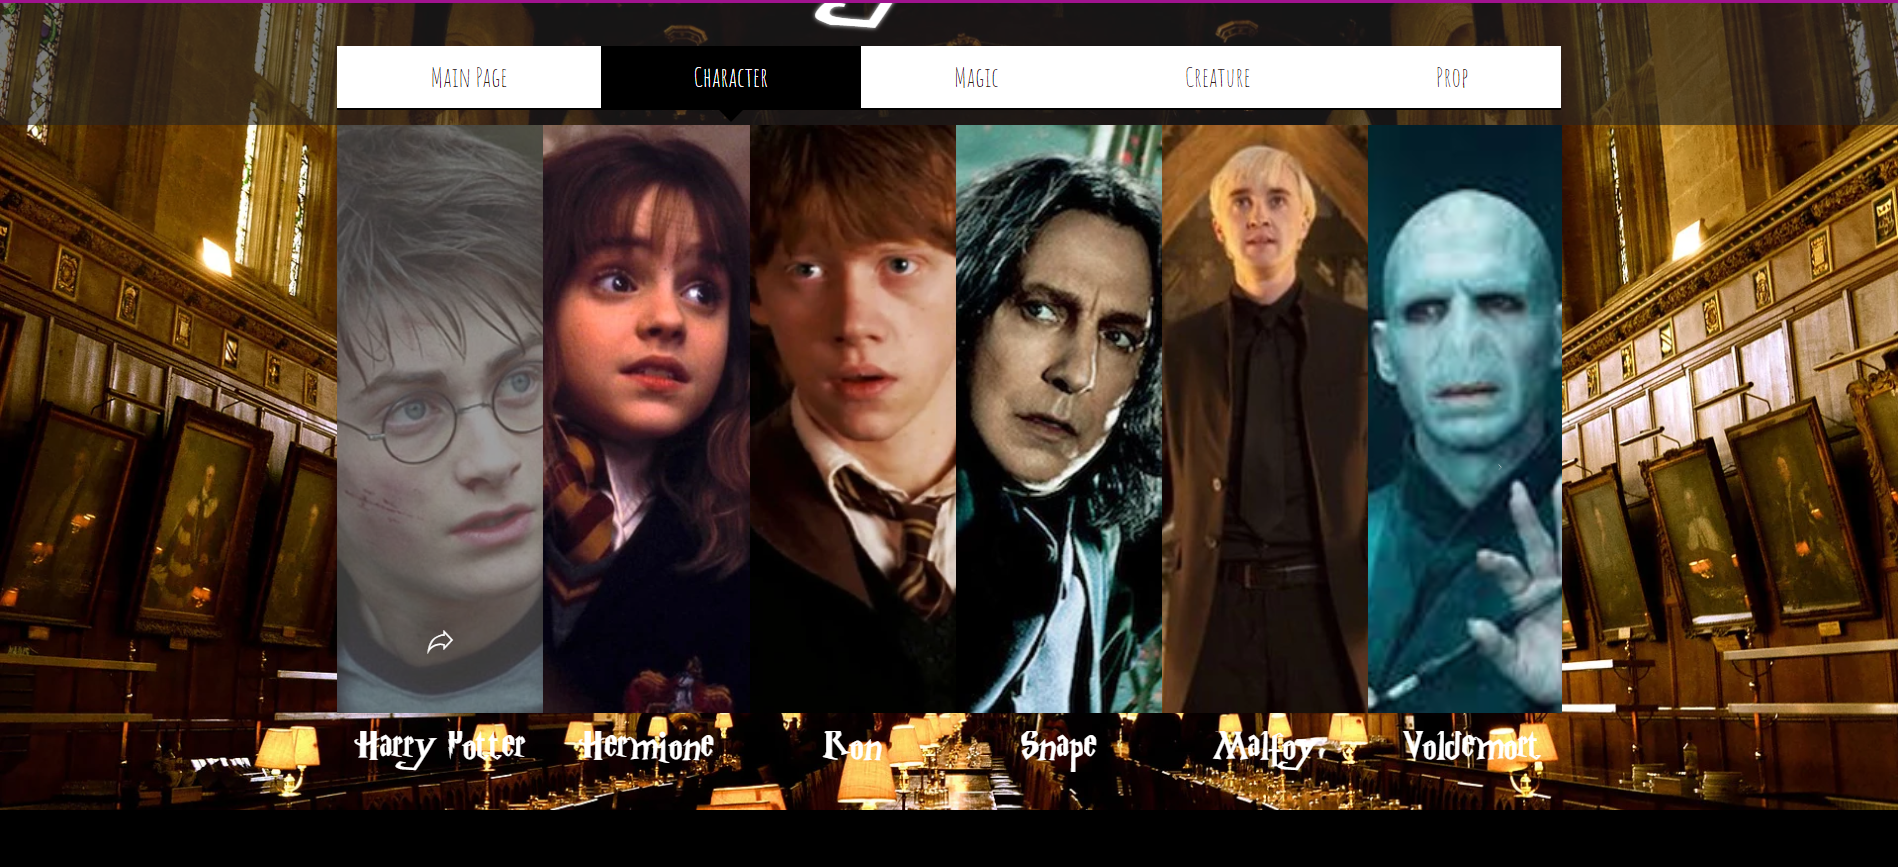 Main Page
Character
Magic
Creature
Prop
Harry Potter
Hermione
Ron
Snape
Malfoy,
Voldemort